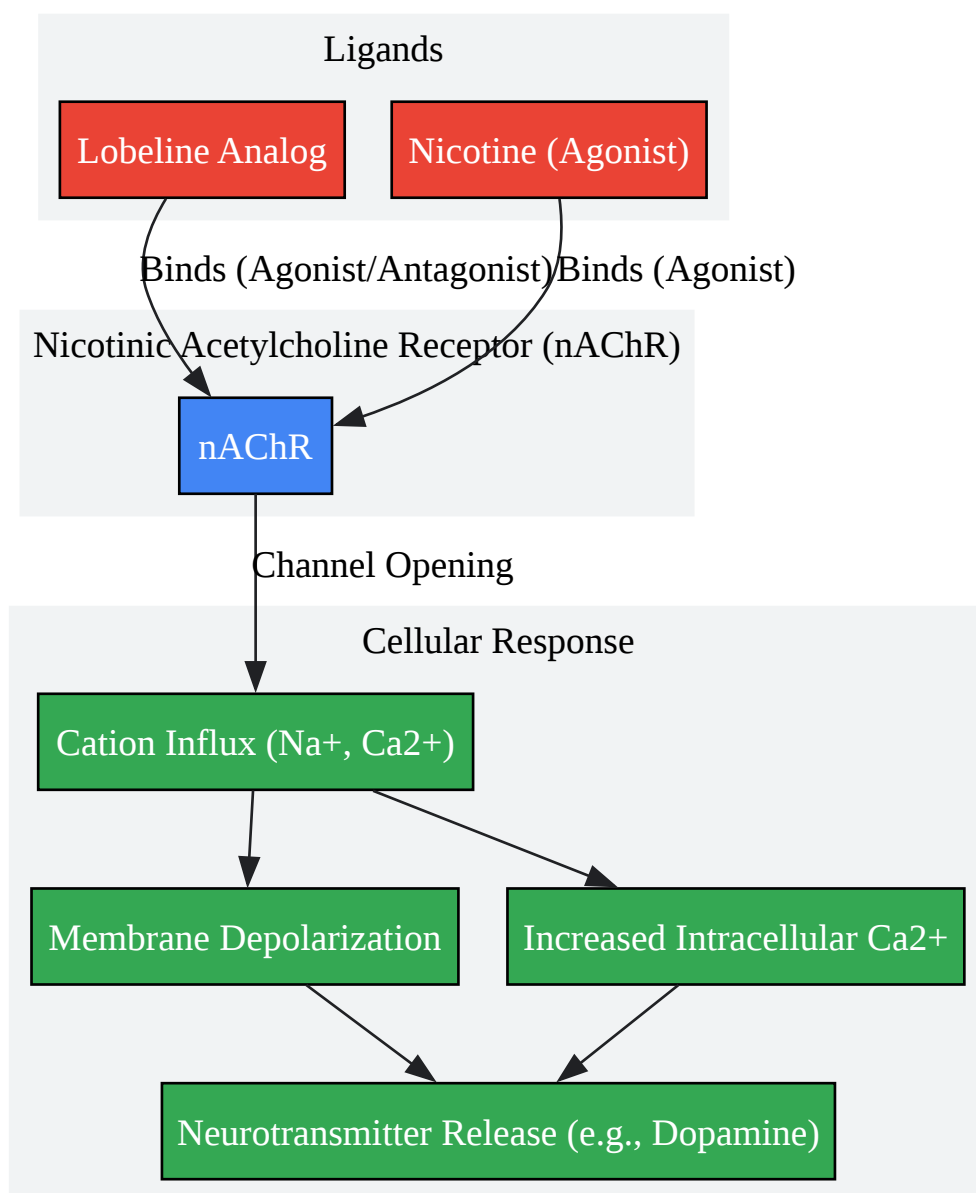 Ligands
Lobeline Analog
Nicotine (Agonist)
Binds (Agonist/Antagonist)
Binds (Agonist)
Nicotinic Acetylcholine Receptor (nAChR)
nAChR
Channel Opening
Cellular Response
Cation Influx (Na+, Ca2+)
Membrane Depolarization
Increased Intracellular Ca2+
Neurotransmitter Release (e.g., Dopamine)